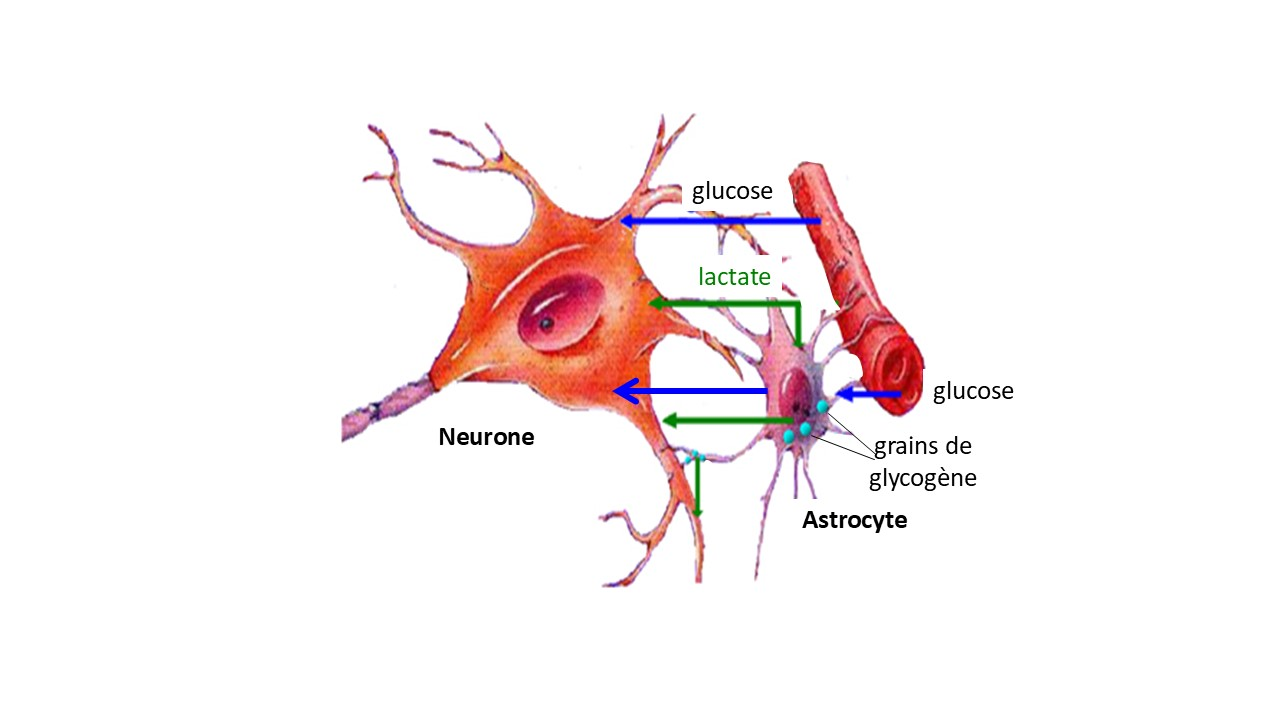 glucose
lactate
glucose
Neurone
grains de
glycogène
Astrocyte